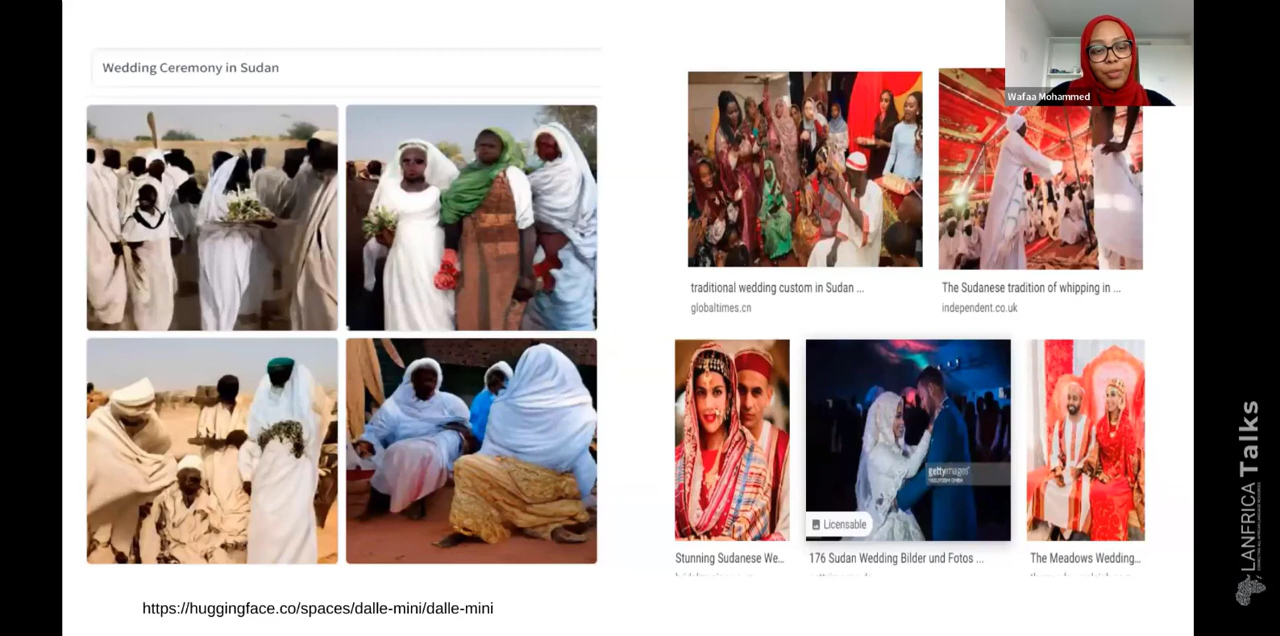 Wedding Ceremony in Sudan
Wafaa Mohammed
traditional wedding custom in Sudan ...
globaltimes.cn
The Sudanese tradition of whipping in ...
independent.co.uk
gettyimages
Licensable
Stunning Sudanese We...
176 Sudan Wedding Bilder und Fotos ...
The Meadows Wedding...
https://huggingface.co/spaces/dalle-mini/dalle-mini
LANFRICA Talks